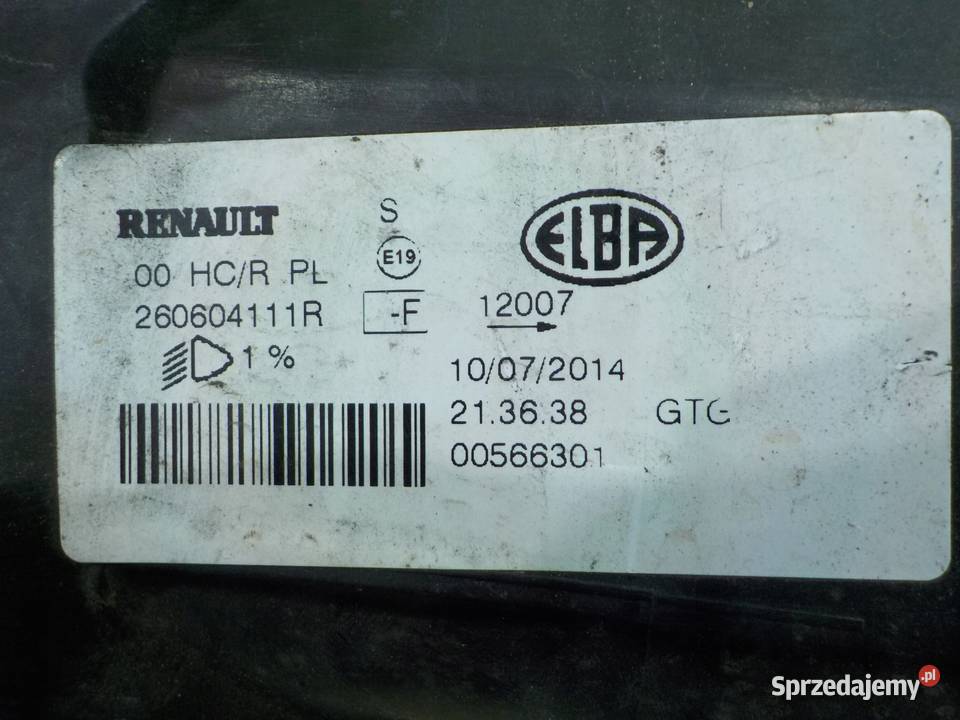 RENAULT S ELBA
00 HC/R PL E19
260604111R -F 12007
1 %
10/07/2014
21.36.38 GTG
00566301
Sprzedajemy.pl